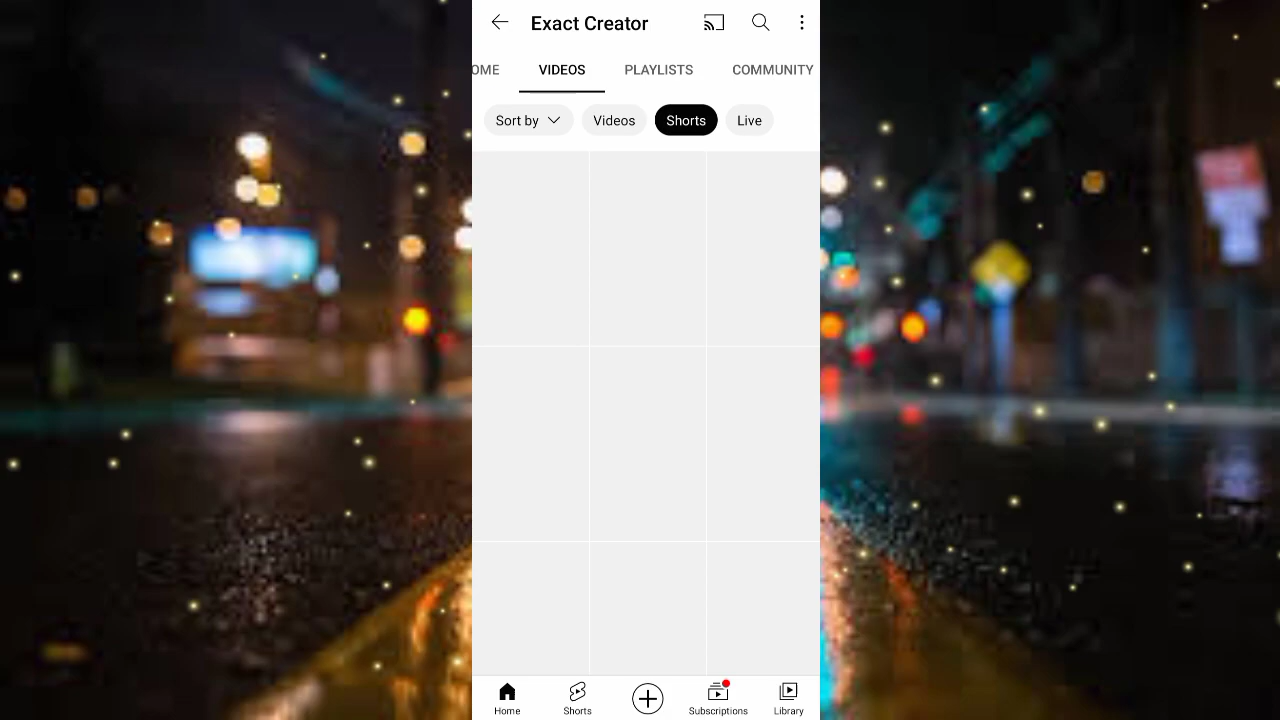 Exact Creator
OME VIDEOS PLAYLISTS COMMUNITY
Sort by Videos Shorts Live
Home Shorts Subscriptions Library